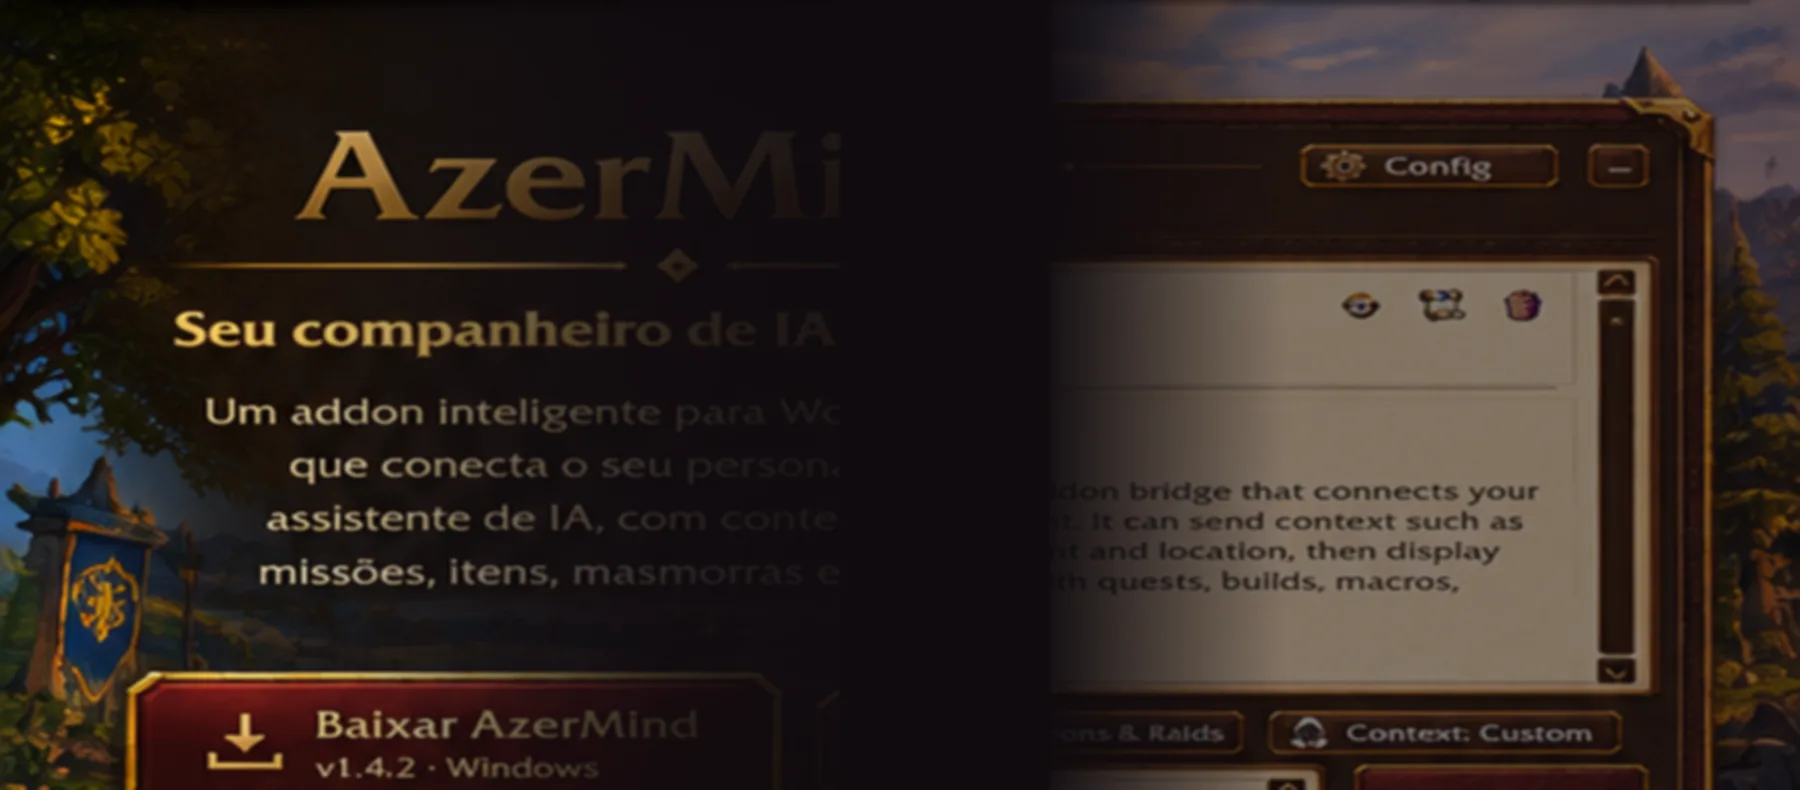 AzerMi
Seu companheiro de IA
Um addon inteligente para
que conecta o seu
assistente de IA, com
missões, itens, masmorras e
Baixar AzerMind
v1.4.2 · Windows
Config
bridge that connects your
It can send context such as
and location, then display
quests, builds, macros,
& Raids
Context: Custom